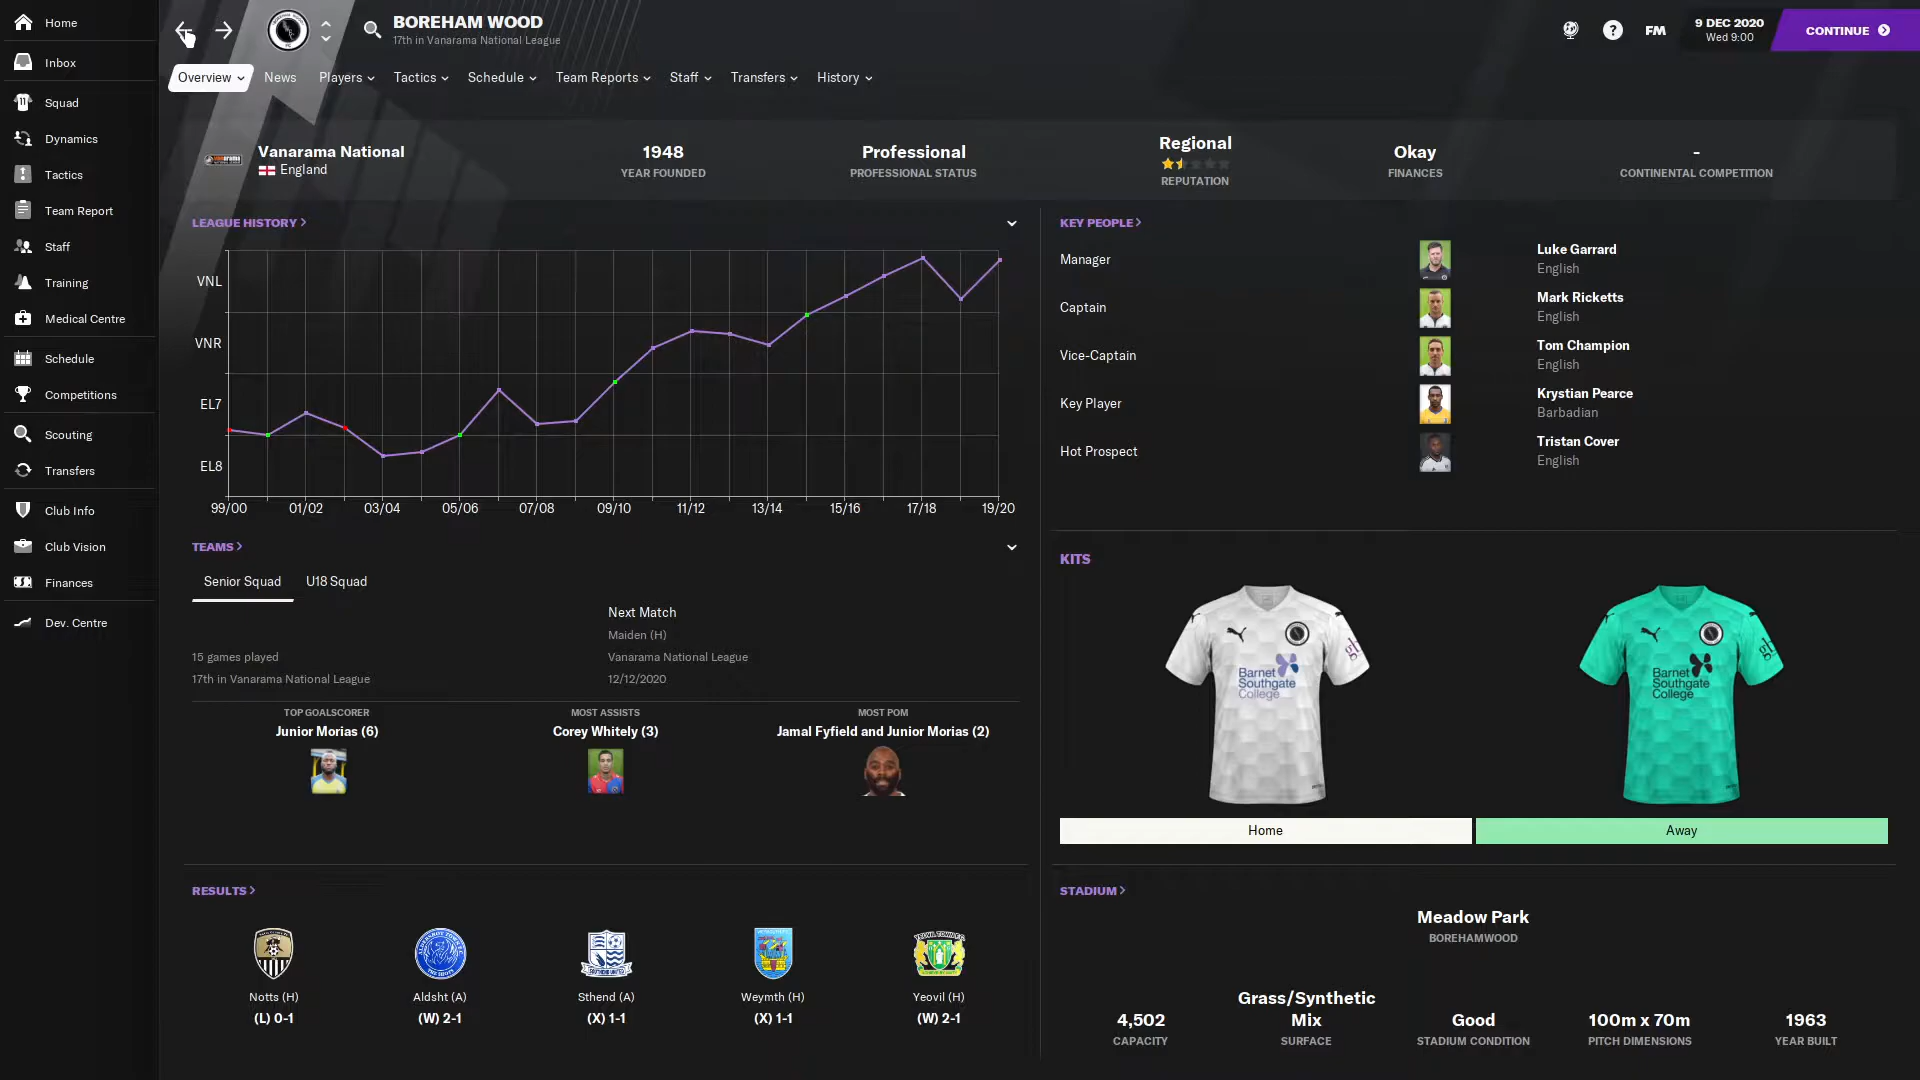 Home
Inbox
Squad
Dynamics
Tactics
Team Report
Staff
Training
Medical Centre
Schedule
Competitions
Scouting
Transfers
Club Info
Club Vision
Finances
Dev. Centre
BOREHAM WOOD
17th in Vanarama National League
FM
9 DEC 2020
Wed 9:00
CONTINUE
Overview News Players Tactics Schedule Team Reports Staff Transfers History
Vanarama National
England
1948
YEAR FOUNDED
Professional
PROFESSIONAL STATUS
Regional
REPUTATION
Okay
FINANCES
-
CONTINENTAL COMPETITION
LEAGUE HISTORY
VNL
VNR
EL7
EL8
99/00 01/02 03/04 05/06 07/08 09/10 11/12 13/14 15/16 17/18 19/20
KEY PEOPLE
Manager
Luke Garrard
English
Captain
Mark Ricketts
English
Vice-Captain
Tom Champion
English
Key Player
Krystian Pearce
Barbadian
Hot Prospect
Tristan Cover
English
TEAMS
Senior Squad U18 Squad
15 games played
17th in Vanarama National League
Next Match
Maiden (H)
Vanarama National League
12/12/2020
TOP GOALSCORER
Junior Morias (6)
MOST ASSISTS
Corey Whitely (3)
MOST POM
Jamal Fyfield and Junior Morias (2)
KITS
Barnet
Southgate
College
Barnet
Southgate
College
Home
Away
RESULTS
Notts (H)
(L) 0-1
Aldsht (A)
(W) 2-1
Sthend (A)
(X) 1-1
Weymth (H)
(X) 1-1
Yeovil (H)
(W) 2-1
STADIUM
Meadow Park
BOREHAMWOOD
4,502
CAPACITY
Grass/Synthetic
Mix
SURFACE
Good
STADIUM CONDITION
100m x 70m
PITCH DIMENSIONS
1963
YEAR BUILT